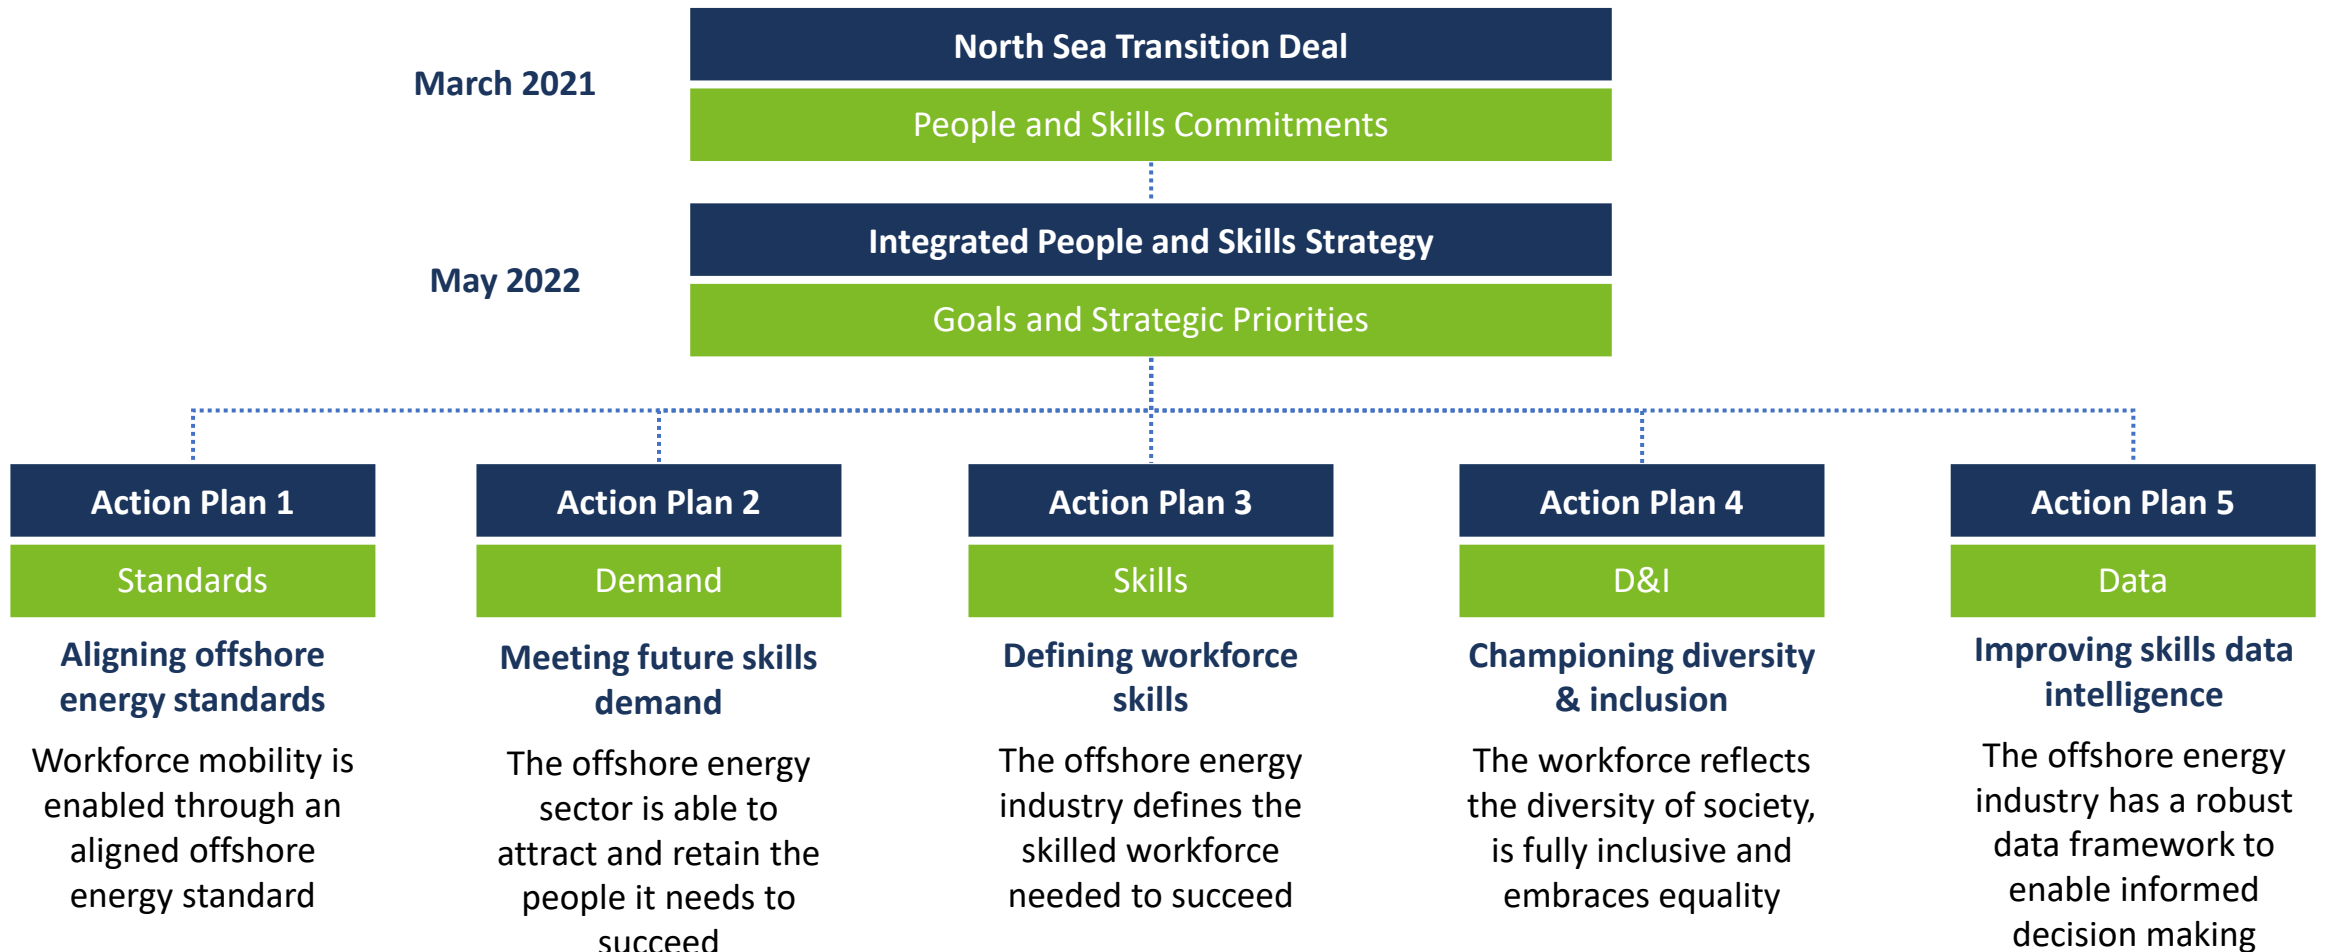 North Sea Transition Deal
March 2021
People and Skills Commitments
Integrated People and Skills Strategy
May 2022
Goals and Strategic Priorities
Action Plan 1
Standards
Aligning offshore
energy standards
Workforce mobility is
enabled through an
aligned offshore
energy standard
Action Plan 2
Demand
Meeting future skills
demand
The offshore energy
sector is able to
attract and retain the
people it needs to
succeed
Action Plan 3
Skills
Defining workforce
skills
The offshore energy
industry defines the
skilled workforce
needed to succeed
Action Plan 4
D&I
Championing diversity
& inclusion
The workforce reflects
the diversity of society,
is fully inclusive and
embraces equality
Action Plan 5
Data
Improving skills data
intelligence
The offshore energy
industry has a robust
data framework to
enable informed
decision making